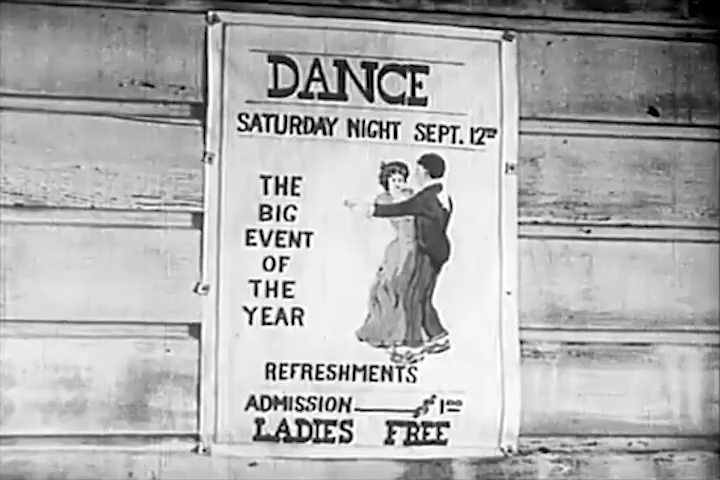 DANCE
SATURDAY NIGHT SEPT. 12TH
THE
BIG
EVENT
OF
THE
YEAR
REFRESHMENTS
ADMISSION $1.00
LADIES FREE